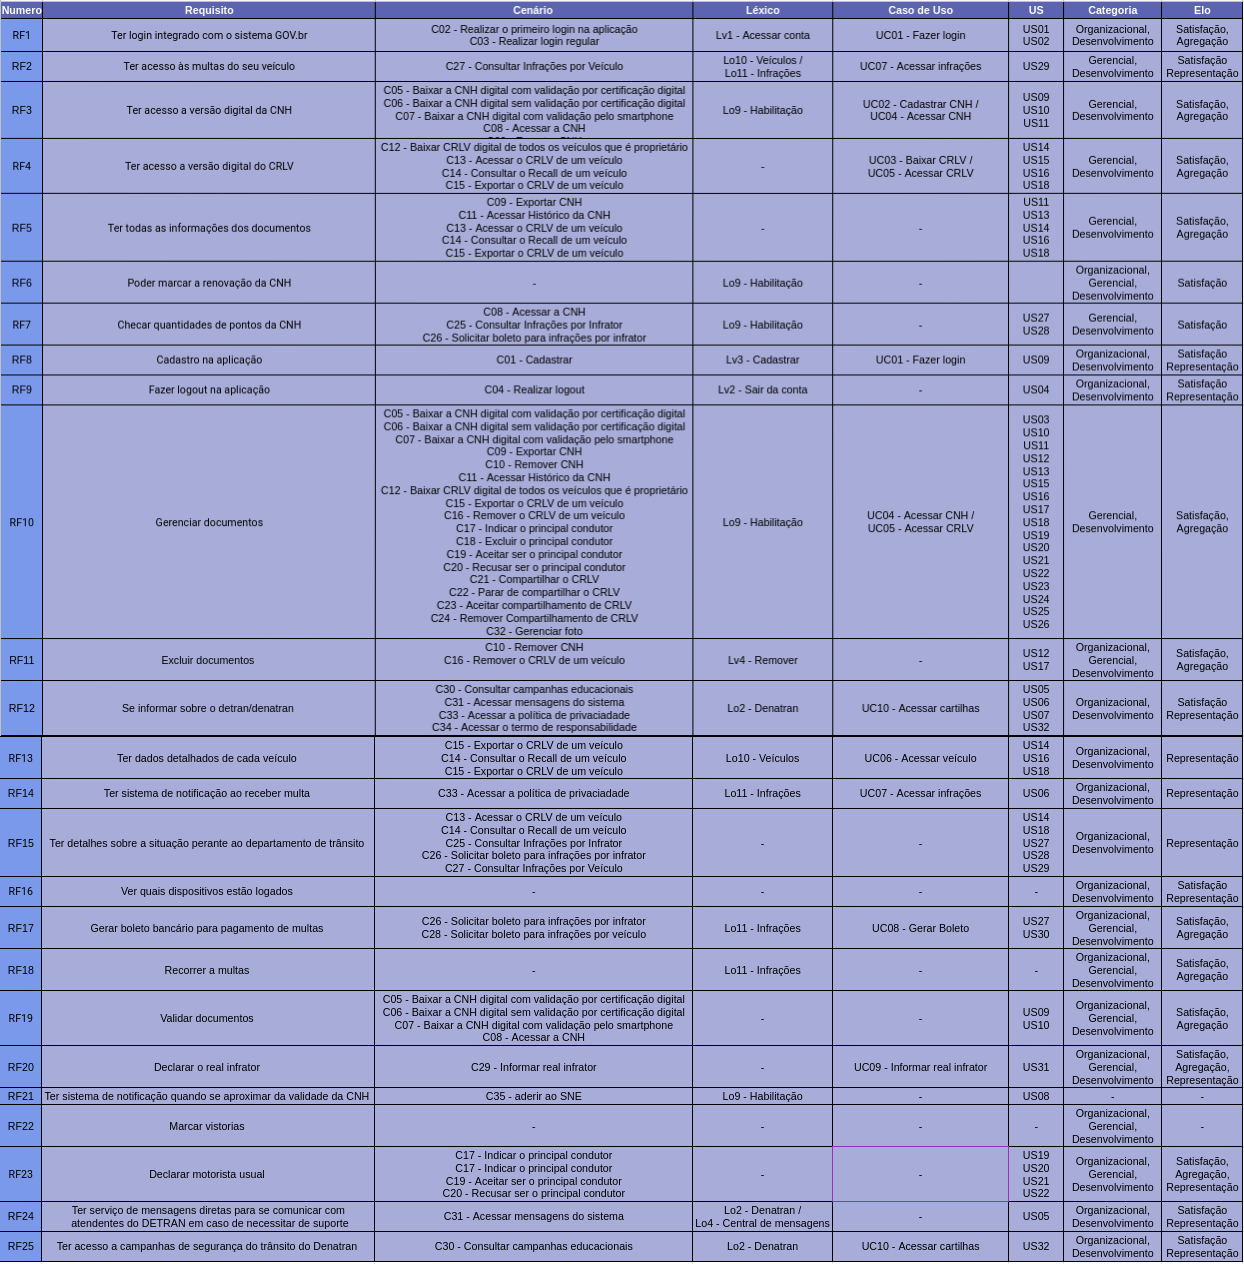 Numero Requisito Cenário Léxico Caso de Uso US Categoria Elo
RF1 Ter login integrado com o sistema GOV.br
C02 - Realizar o primeiro login na aplicação
C03 - Realizar login regular
Lv1 - Acessar conta
UC01 - Fazer login
US01
US02
Organizacional,
Desenvolvimento
Satisfação,
Agregação
RF2 Ter acesso às multas do seu veículo
C27 - Consultar Infrações por Veículo
Lo10 - Veículos /
Lo11 - Infrações
UC07 - Acessar infrações
US29
Gerencial,
Desenvolvimento
Satisfação
Representação
RF3 Ter acesso a versão digital da CNH
C05 - Baixar a CNH digital com validação por certificação digital
C06 - Baixar a CNH digital sem validação por certificação digital
C07 - Baixar a CNH digital com validação pelo smartphone
C08 - Acessar a CNH
Lo9 - Habilitação
UC02 - Cadastrar CNH /
UC04 - Acessar CNH
US09
US10
US11
Gerencial,
Desenvolvimento
Satisfação,
Agregação
RF4 Ter acesso a versão digital do CRLV
C12 - Baixar CRLV digital de todos os veículos que é proprietário
C13 - Acessar o CRLV de um veículo
C14 - Consultar o Recall de um veículo
C15 - Exportar o CRLV de um veículo
-
UC03 - Baixar CRLV /
UC05 - Acessar CRLV
US14
US15
US16
US18
Gerencial,
Desenvolvimento
Satisfação,
Agregação
RF5 Ter todas as informações dos documentos
C09 - Exportar CNH
C11 - Acessar Histórico da CNH
C13 - Acessar o CRLV de um veículo
C14 - Consultar o Recall de um veículo
C15 - Exportar o CRLV de um veículo
-
-
US11
US13
US14
US16
US18
Gerencial,
Desenvolvimento
Satisfação,
Agregação
RF6 Poder marcar a renovação da CNH
-
Lo9 - Habilitação
-
Organizacional,
Gerencial,
Desenvolvimento
Satisfação
RF7 Checar quantidades de pontos da CNH
C08 - Acessar a CNH
C25 - Consultar Infrações por Infrator
C26 - Solicitar boleto para infrações por infrator
Lo9 - Habilitação
-
US27
US28
Gerencial,
Desenvolvimento
Satisfação
RF8 Cadastro na aplicação
C01 - Cadastrar
Lv3 - Cadastrar
UC01 - Fazer login
US09
Organizacional,
Desenvolvimento
Satisfação
Representação
RF9 Fazer logout na aplicação
C04 - Realizar logout
Lv2 - Sair da conta
-
US04
Organizacional,
Desenvolvimento
Satisfação
Representação
RF10 Gerenciar documentos
C05 - Baixar a CNH digital com validação por certificação digital
C06 - Baixar a CNH digital sem validação por certificação digital
C07 - Baixar a CNH digital com validação pelo smartphone
C09 - Exportar CNH
C10 - Remover CNH
C11 - Acessar Histórico da CNH
C12 - Baixar CRLV digital de todos os veículos que é proprietário
C15 - Exportar o CRLV de um veículo
C16 - Remover o CRLV de um veículo
C17 - Indicar o principal condutor
C18 - Excluir o principal condutor
C19 - Aceitar ser o principal condutor
C20 - Recusar ser o principal condutor
C21 - Compartilhar o CRLV
C22 - Parar de compartilhar o CRLV
C23 - Aceitar compartilhamento de CRLV
C24 - Remover Compartilhamento de CRLV
C32 - Gerenciar foto
Lo9 - Habilitação
UC04 - Acessar CNH /
UC05 - Acessar CRLV
US03
US10
US11
US12
US13
US15
US16
US17
US18
US19
US20
US21
US22
US23
US24
US25
US26
Gerencial,
Desenvolvimento
Satisfação,
Agregação
RF11 Excluir documentos
C10 - Remover CNH
C16 - Remover o CRLV de um veículo
Lv4 - Remover
-
US12
US17
Organizacional,
Gerencial,
Desenvolvimento
Satisfação,
Agregação
RF12 Se informar sobre o detran/denatran
C30 - Consultar campanhas educacionais
C31 - Acessar mensagens do sistema
C33 - Acessar a política de privaciadade
C34 - Acessar o termo de responsabilidade
Lo2 - Denatran
UC10 - Acessar cartilhas
US05
US06
US07
US32
Organizacional,
Desenvolvimento
Satisfação
Representação
RF13 Ter dados detalhados de cada veículo
C15 - Exportar o CRLV de um veículo
C14 - Consultar o Recall de um veículo
C15 - Exportar o CRLV de um veículo
Lo10 - Veículos
UC06 - Acessar veículo
US14
US16
US18
Organizacional,
Desenvolvimento
Representação
RF14 Ter sistema de notificação ao receber multa
C33 - Acessar a política de privaciadade
Lo11 - Infrações
UC07 - Acessar infrações
US06
Organizacional,
Desenvolvimento
Representação
RF15 Ter detalhes sobre a situação perante ao departamento de trânsito
C13 - Acessar o CRLV de um veículo
C14 - Consultar o Recall de um veículo
C25 - Consultar Infrações por Infrator
C26 - Solicitar boleto para infrações por infrator
C27 - Consultar Infrações por Veículo
-
-
US14
US18
US27
US28
US29
Organizacional,
Desenvolvimento
Representação
RF16 Ver quais dispositivos estão logados
-
-
-
-
Organizacional,
Desenvolvimento
Satisfação
Representação
RF17 Gerar boleto bancário para pagamento de multas
C26 - Solicitar boleto para infrações por infrator
C28 - Solicitar boleto para infrações por veículo
Lo11 - Infrações
UC08 - Gerar Boleto
US27
US30
Organizacional,
Gerencial,
Desenvolvimento
Satisfação,
Agregação
RF18 Recorrer a multas
-
Lo11 - Infrações
-
-
Organizacional,
Gerencial,
Desenvolvimento
Satisfação,
Agregação
RF19 Validar documentos
C05 - Baixar a CNH digital com validação por certificação digital
C06 - Baixar a CNH digital sem validação por certificação digital
C07 - Baixar a CNH digital com validação pelo smartphone
C08 - Acessar a CNH
-
-
US09
US10
Organizacional,
Gerencial,
Desenvolvimento
Satisfação,
Agregação
RF20 Declarar o real infrator
C29 - Informar real infrator
-
UC09 - Informar real infrator
US31
Organizacional,
Gerencial,
Desenvolvimento
Satisfação,
Agregação,
Representação
RF21 Ter sistema de notificação quando se aproximar da validade da CNH
C35 - aderir ao SNE
Lo9 - Habilitação
-
US08
-
-
RF22 Marcar vistorias
-
-
-
-
Organizacional,
Gerencial,
Desenvolvimento
-
RF23 Declarar motorista usual
C17 - Indicar o principal condutor
C17 - Indicar o principal condutor
C19 - Aceitar ser o principal condutor
C20 - Recusar ser o principal condutor
-
-
US19
US20
US21
US22
Organizacional,
Gerencial,
Desenvolvimento
Satisfação,
Agregação,
Representação
RF24 Ter serviço de mensagens diretas para se comunicar com
atendentes do DETRAN em caso de necessitar de suporte
C31 - Acessar mensagens do sistema
Lo2 - Denatran /
Lo4 - Central de mensagens
-
US05
Organizacional,
Desenvolvimento
Satisfação
Representação
RF25 Ter acesso a campanhas de segurança do trânsito do Denatran
C30 - Consultar campanhas educacionais
Lo2 - Denatran
UC10 - Acessar cartilhas
US32
Organizacional,
Desenvolvimento
Satisfação
Representação